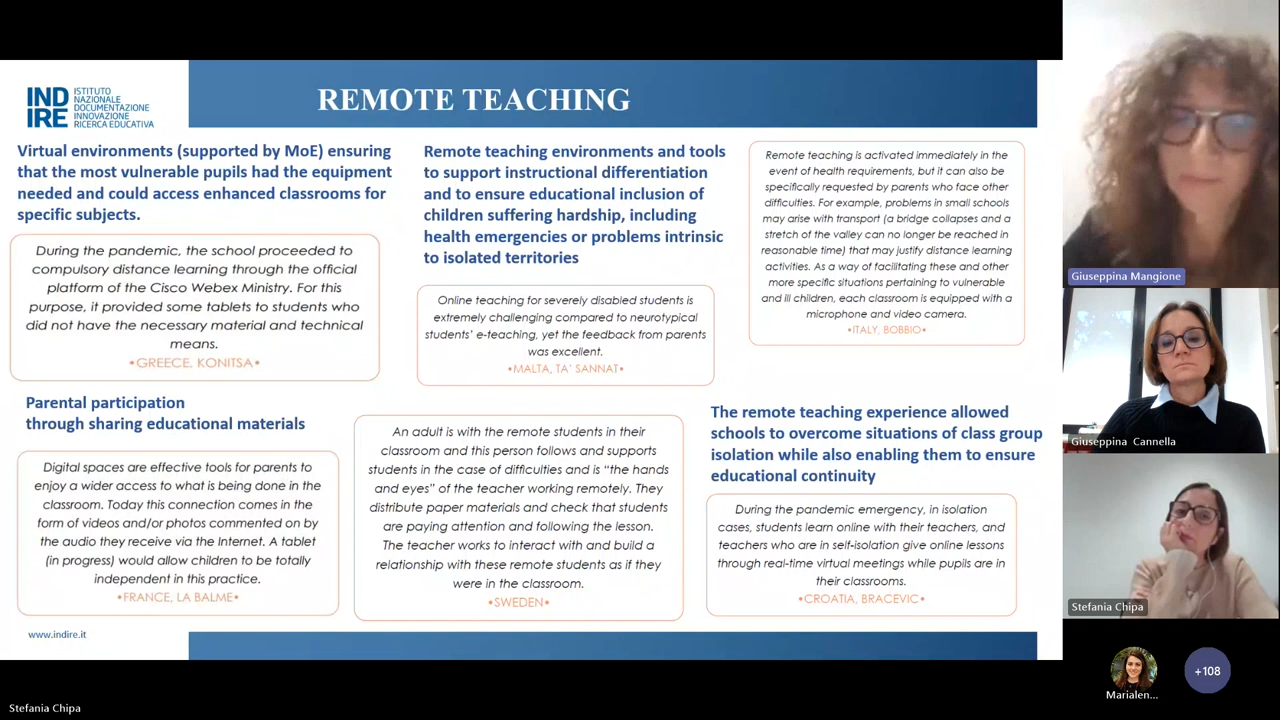 IND
IRE
ISTITUTO
NAZIONALE
DOCUMENTAZIONE
INNOVAZIONE
RICERCA EDUCATIVA
REMOTE TEACHING
Virtual environments (supported by MoE) ensuring
that the most vulnerable pupils had the equipment
needed and could access enhanced classrooms for
specific subjects.
During the pandemic, the school proceeded to
compulsory distance learning through the official
platform of the Cisco Webex Ministry. For this
purpose, it provided some tablets to students who
did not have the necessary material and technical
means.
•GREECE, KONITSA•
Remote teaching environments and tools
to support instructional differentiation
and to ensure educational inclusion of
children suffering hardship, including
health emergencies or problems intrinsic
to isolated territories
Online teaching for severely disabled students is
extremely challenging compared to neurotypical
students’ e-teaching, yet the feedback from parents
was excellent.
•MALTA, TA’ SANNAT•
Remote teaching is activated immediately in the
event of health requirements, but it can also be
specifically requested by parents who face other
difficulties. For example, problems in small schools
may arise with transport (a bridge collapses and a
stretch of the valley can no longer be reached in
reasonable time) that may justify distance learning
activities. As a way of facilitating these and other
more specific situations pertaining to vulnerable
and ill children, each classroom is equipped with a
microphone and video camera.
•ITALY, BOBBIO•
Parental participation
through sharing educational materials
Digital spaces are effective tools for parents to
enjoy a wider access to what is being done in the
classroom. Today this connection comes in the
form of videos and/or photos commented on by
the audio they receive via the Internet. A tablet
(in progress) would allow children to be totally
independent in this practice.
•FRANCE, LA BALME•
An adult is with the remote students in their
classroom and this person follows and supports
students in the case of difficulties and is “the hands
and eyes” of the teacher working remotely. They
distribute paper materials and check that students
are paying attention and following the lesson.
The teacher works to interact with and build a
relationship with these remote students as if they
were in the classroom.
•SWEDEN•
The remote teaching experience allowed
schools to overcome situations of class group
isolation while also enabling them to ensure
educational continuity
During the pandemic emergency, in isolation
cases, students learn online with their teachers, and
teachers who are in self-isolation give online lessons
through real-time virtual meetings while pupils are in
their classrooms.
•CROATIA, BRACEVIC•
www.indire.it
Giuseppina Mangione
Giuseppina Cannella
Stefania Chipa
Marialen...
+108
Stefania Chipa